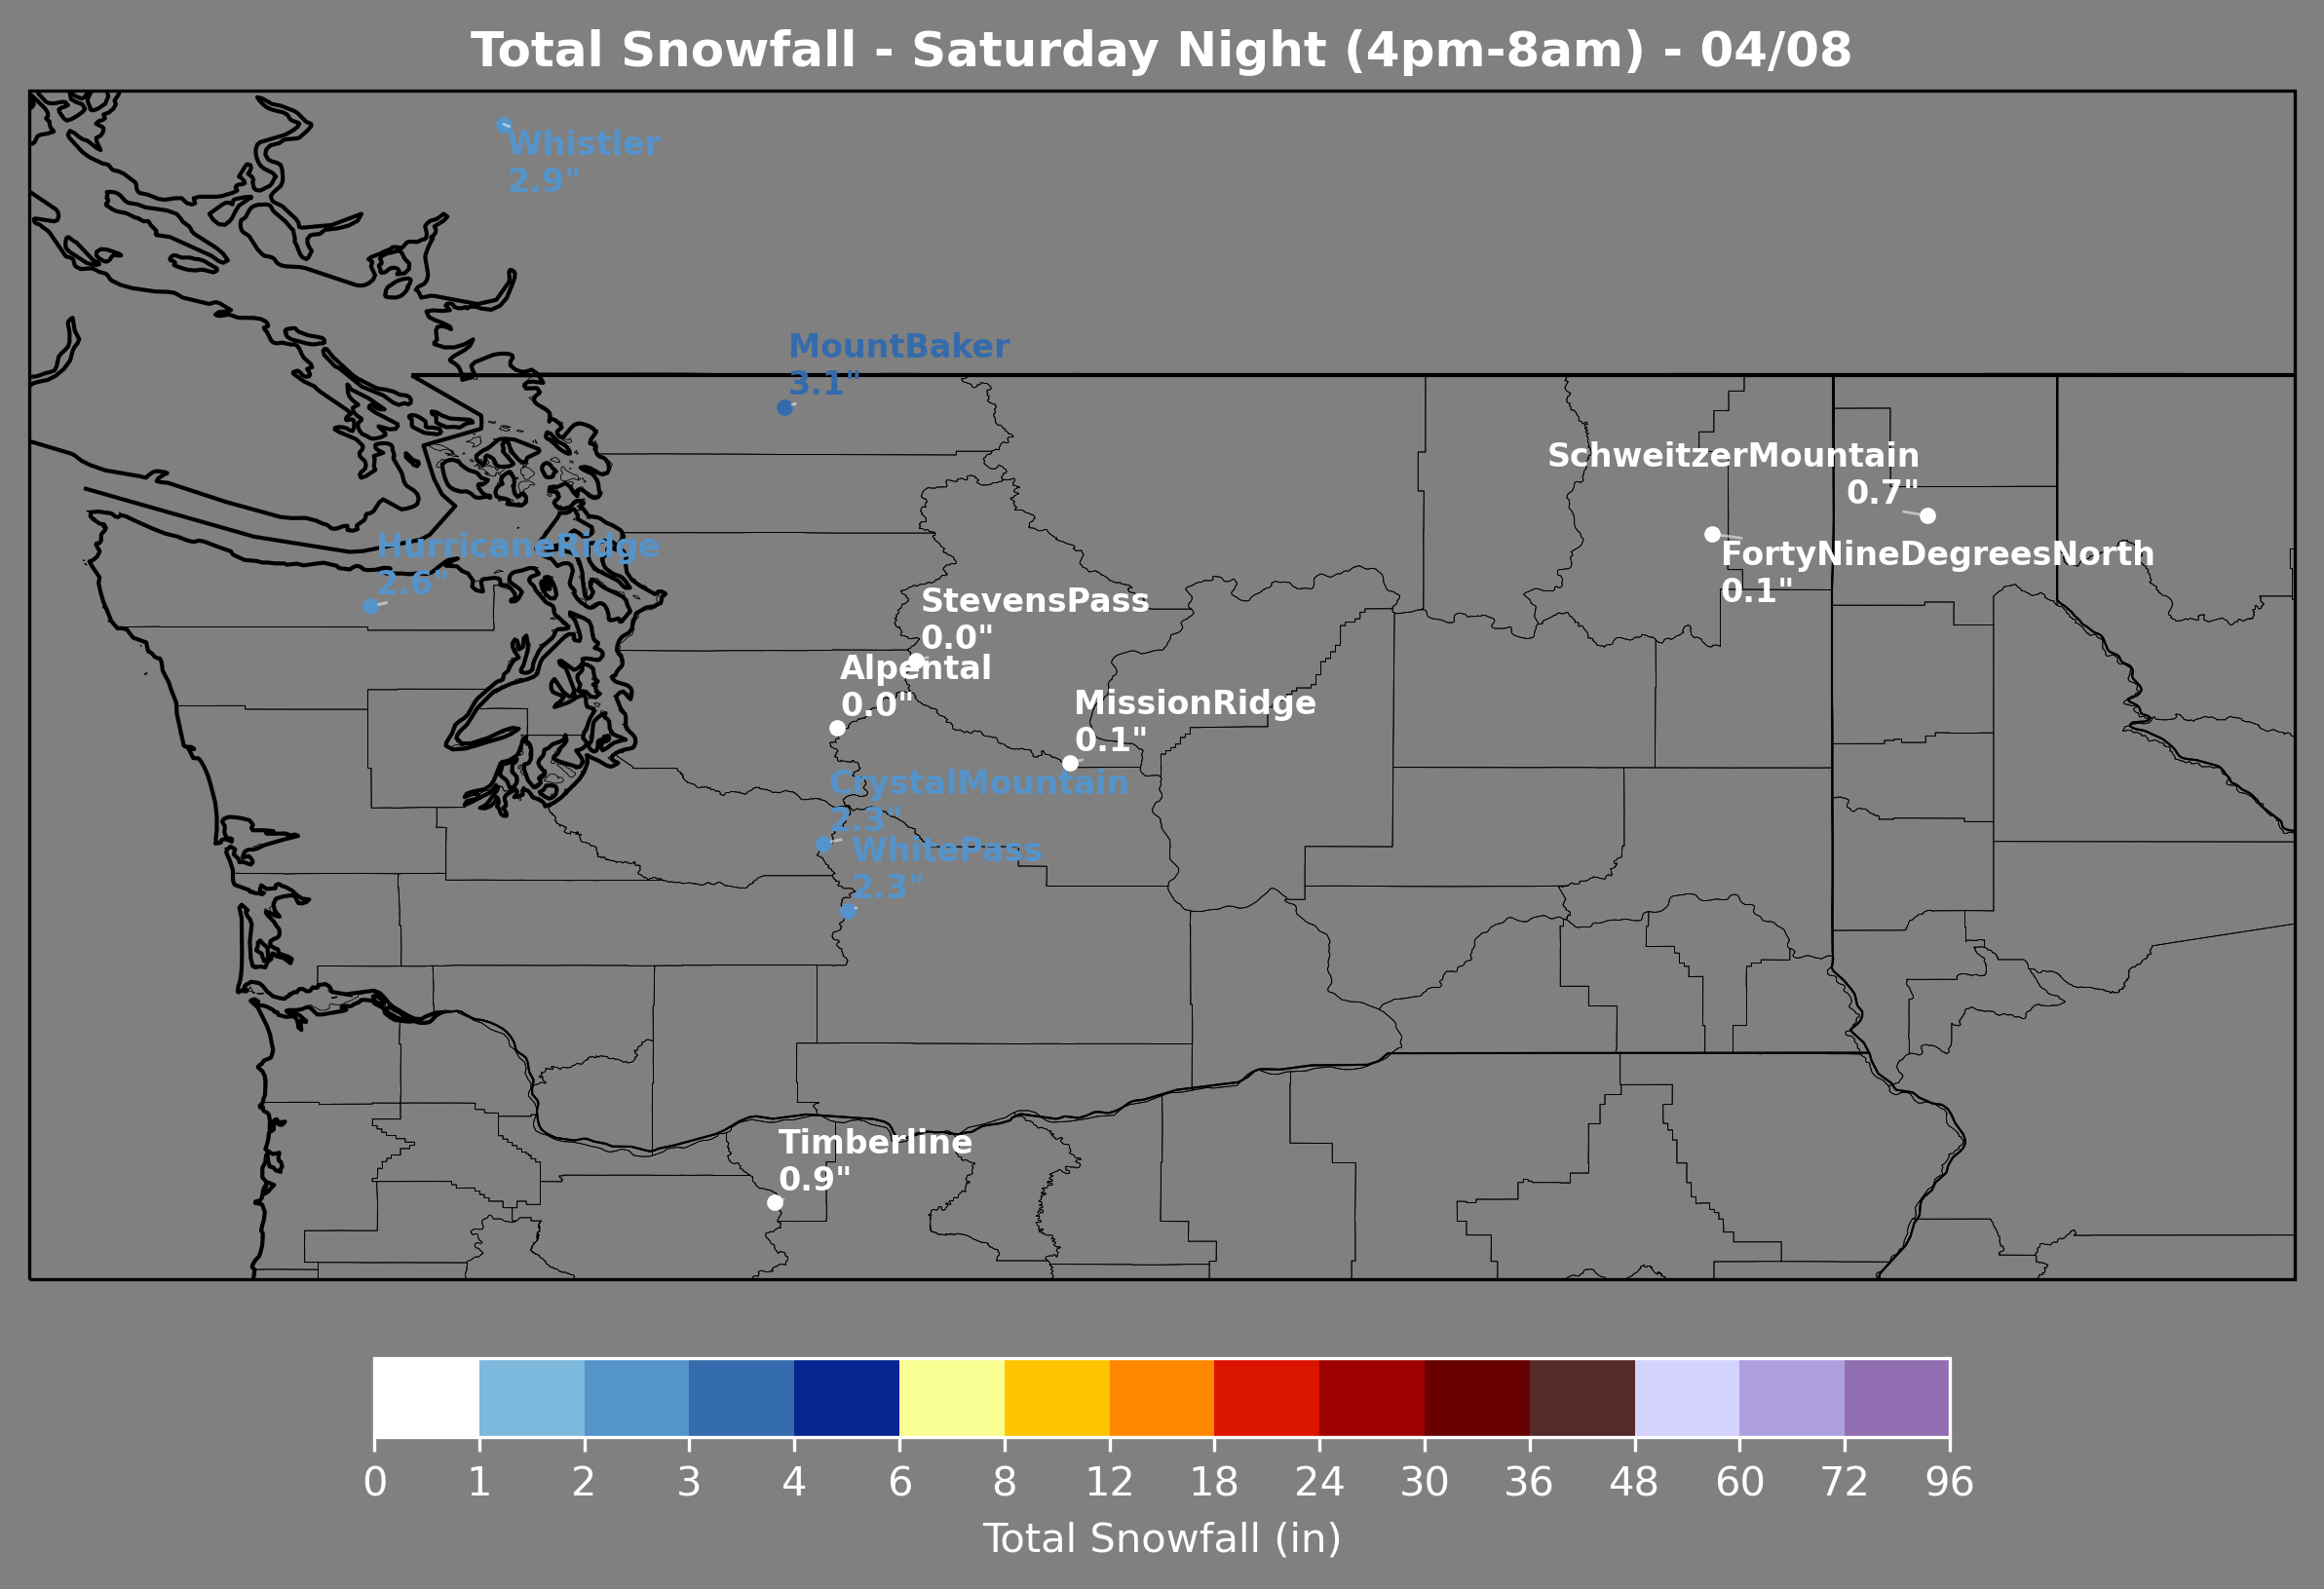 Total Snowfall - Saturday Night (4pm-8am) - 04/08
Whistler
2.9"
MountBaker
3.1"
SchweitzerMountain
0.7"
HurricaneRidge
2.6"
FortyNineDegreesNorth
0.1"
StevensPass
0.0"
Alpental
0.0"
MissionRidge
0.1"
CrystalMountain
2.3"
WhitePass
2.3"
Timberline
0.9"
0 1 2 3 4 6 8 12 18 24 30 36 48 60 72 96
Total Snowfall (in)